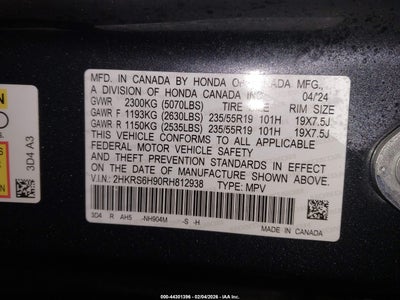 MFD. IN CANADA BY HONDA OF CANADA MFG.,
A DIVISION OF HONDA CANADA INC. 04/24
GVWR 2300KG (5070LBS) TIRE SIZE RIM SIZE
GAWR F 1193KG (2630LBS) 235/55R19 101H 19X7.5J
GAWR R 1150KG (2535LBS) 235/55R19 101H 19X7.5J
THIS VEHICLE CONFORMS TO ALL APPLICABLE
FEDERAL MOTOR VEHICLE SAFETY
AND THEFT PREVENTION STANDARDS IN EFFECT
ON THE DATE OF MANUFACTURE SHOWN ABOVE.
V.I.N.: 2HKRS6H90RH812938 TYPE: MPV
3D4 R AH5 -NH904M -S -H
MADE IN CANADA
3D4 A3
000-44301396 - 02/04/2026 - IAA Inc.